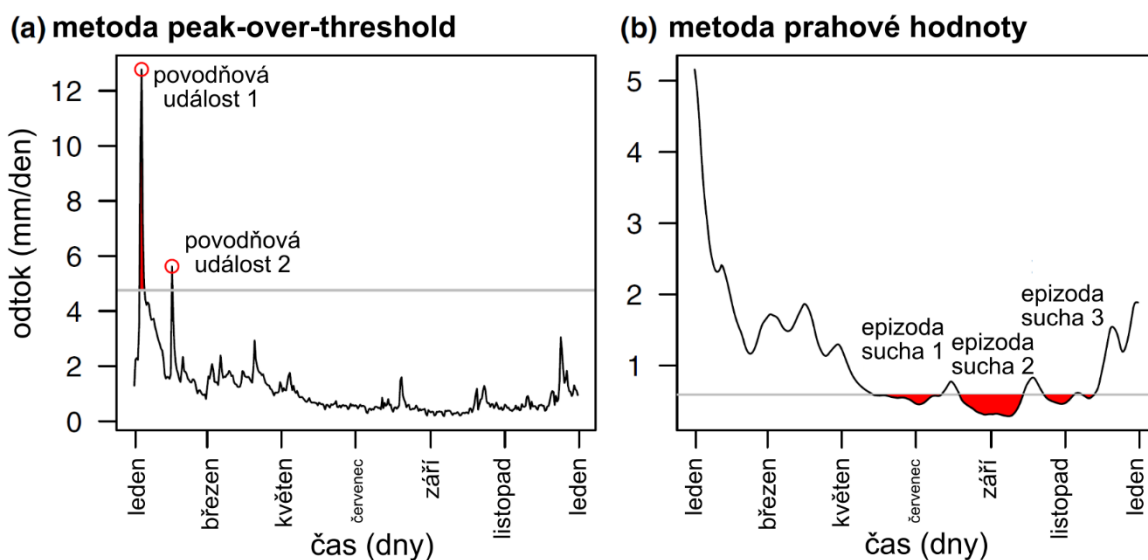 (a) metoda peak-over-threshold
povodňová
událost 1
povodňová
událost 2
odtok (mm/den)
12
10
8
6
4
2
0
leden
březen
květen
červenec
září
listopad
leden
čas (dny)
(b) metoda prahové hodnoty
5
4
3
2
1
epizoda
sucha 1
epizoda
sucha 2
epizoda
sucha 3
leden
březen
květen
červenec
září
listopad
leden
čas (dny)